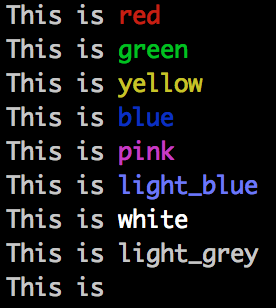 This is red
This is green
This is yellow
This is blue
This is pink
This is light_blue
This is white
This is light_grey
This is